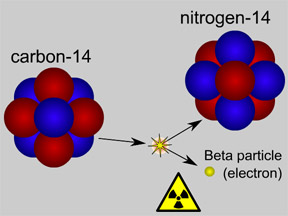 nitrogen-14
carbon-14
Beta particle
(electron)